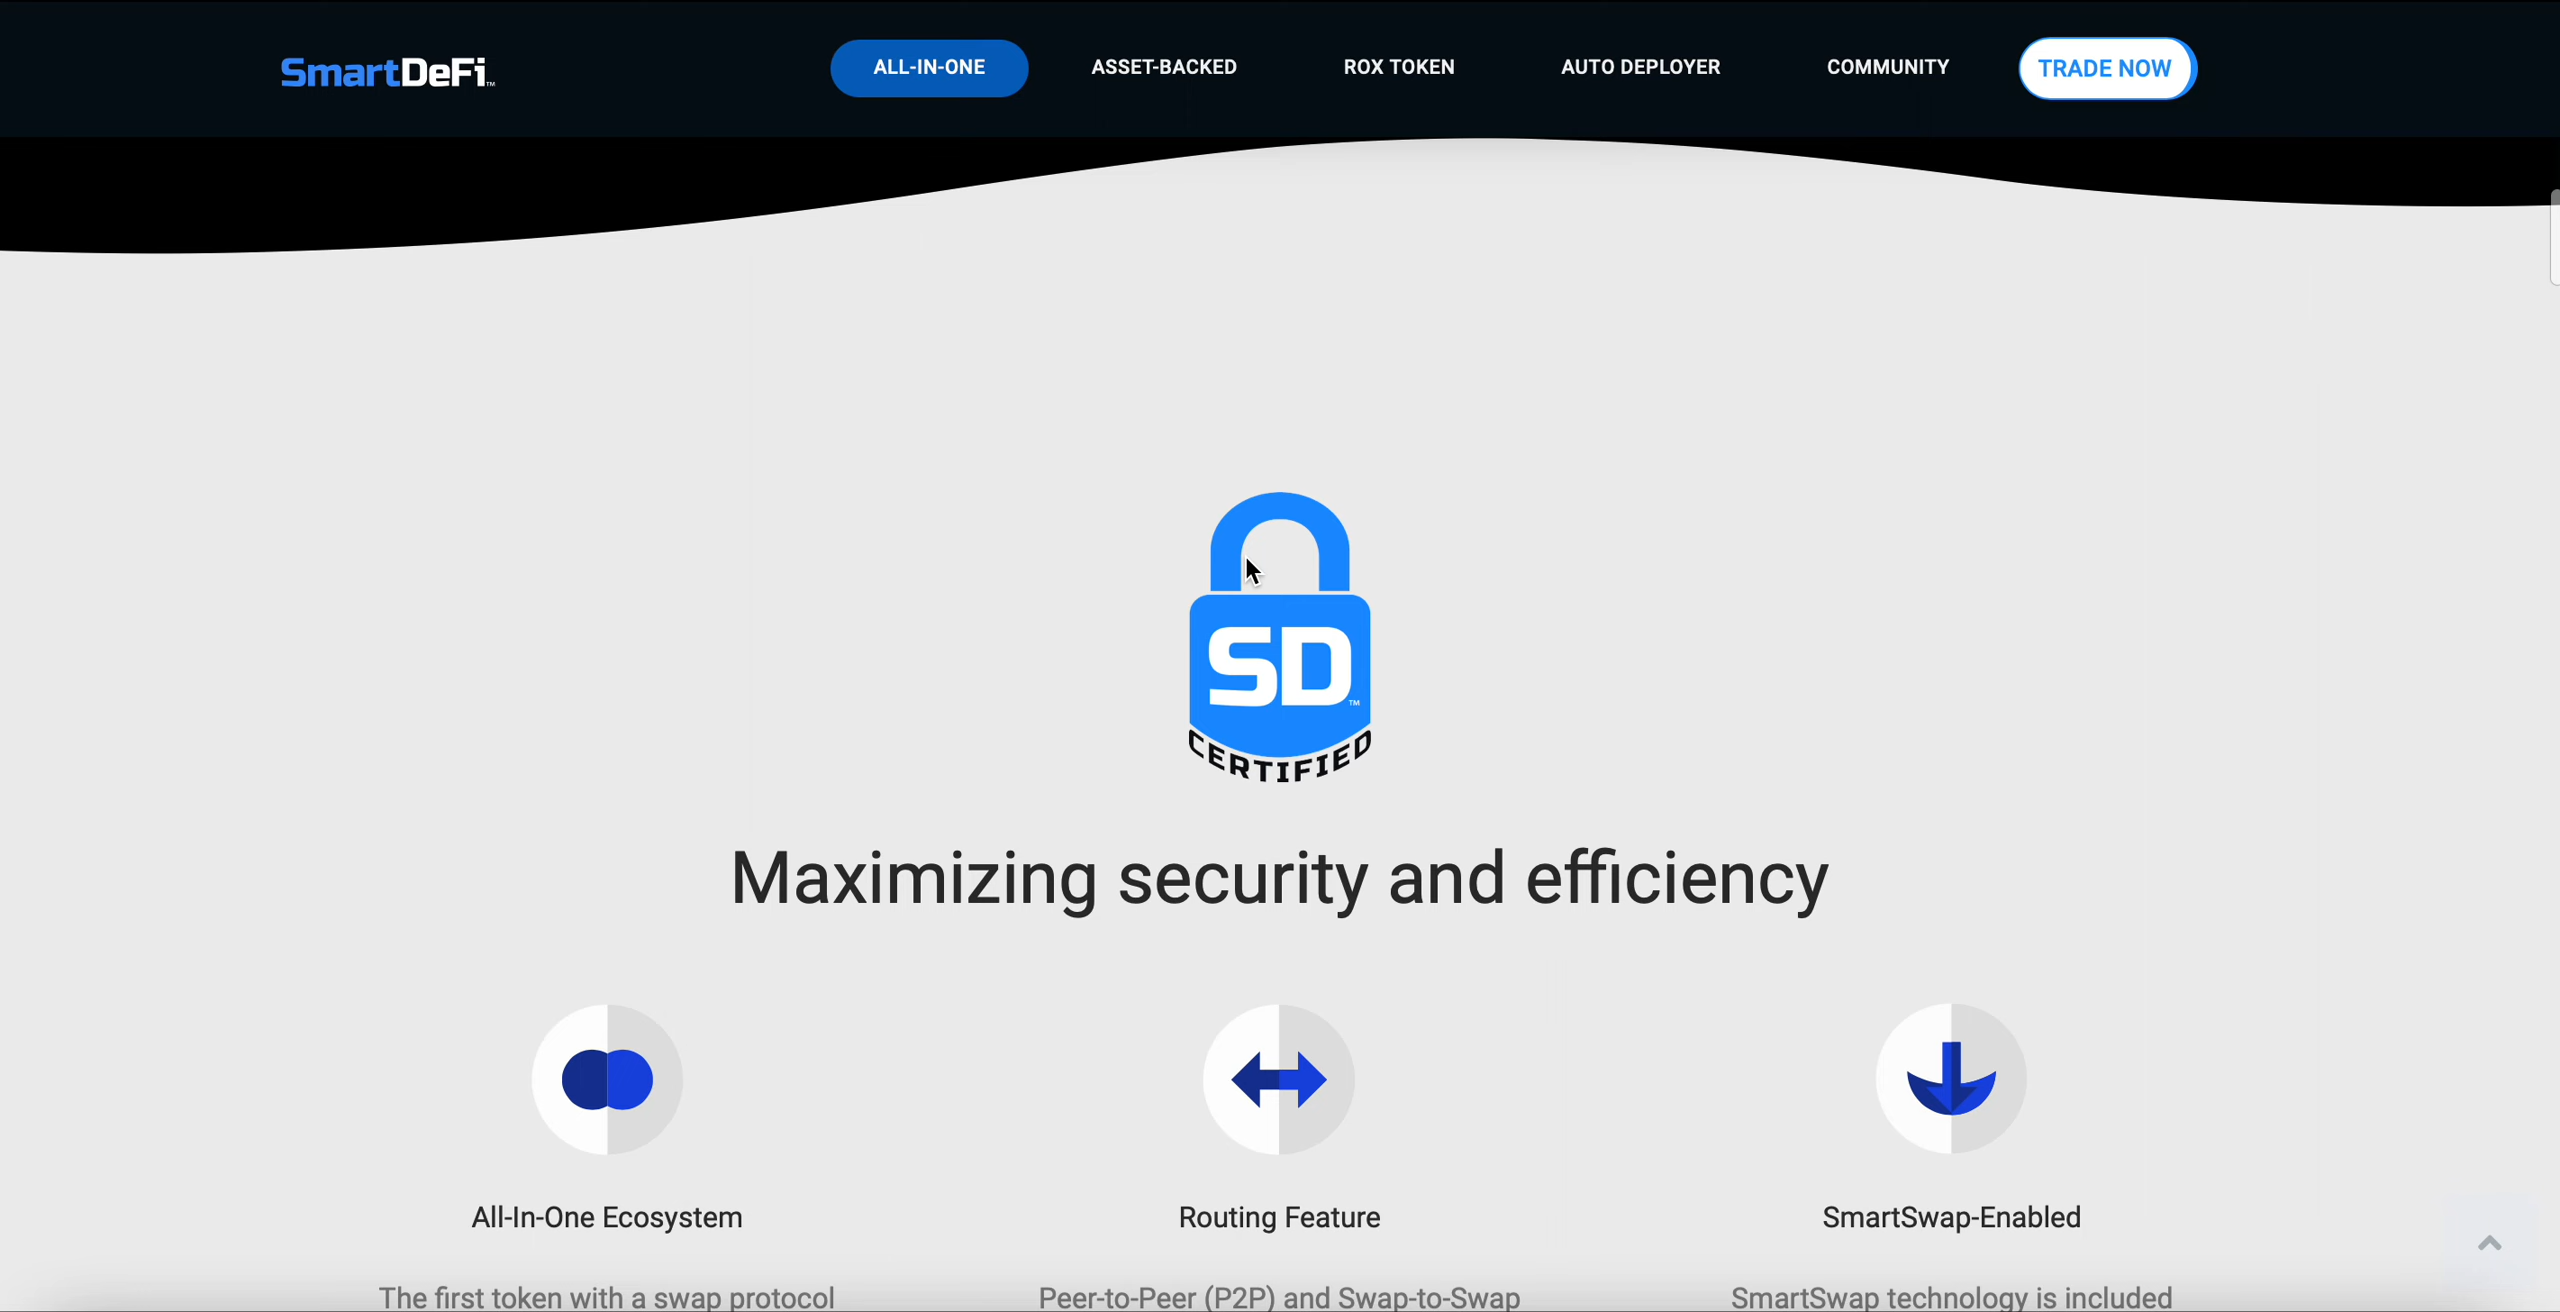 SmartDeFi™
ALL-IN-ONE
ASSET-BACKED
ROX TOKEN
AUTO DEPLOYER
COMMUNITY
TRADE NOW
SD™
CERTIFIED
Maximizing security and efficiency
All-In-One Ecosystem
Routing Feature
SmartSwap-Enabled
The first token with a swap protocol
Peer-to-Peer (P2P) and Swap-to-Swap
SmartSwap technology is included